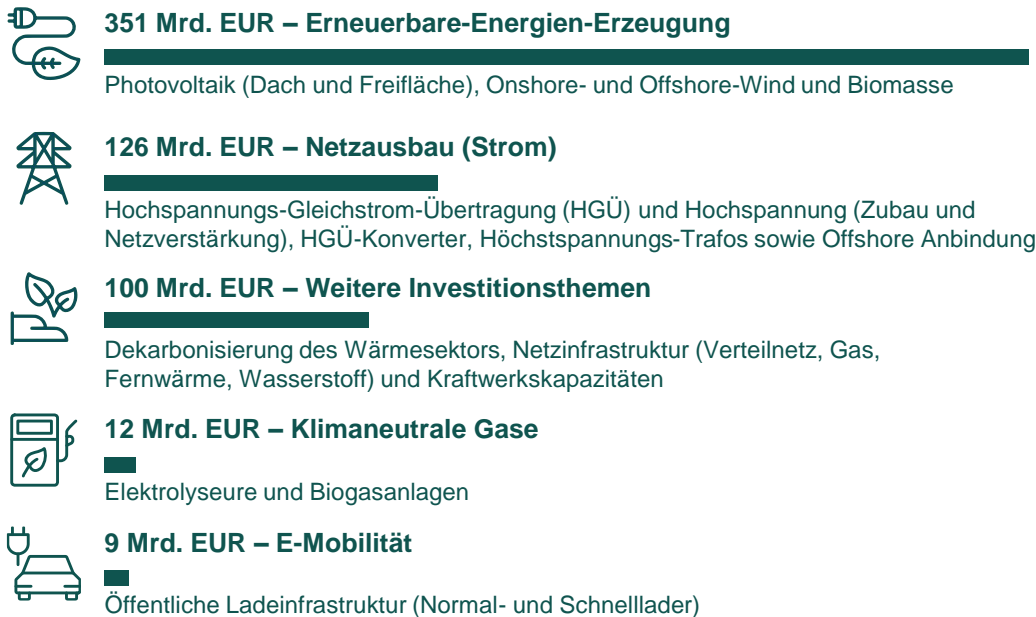 351 Mrd. EUR – Erneuerbare-Energien-Erzeugung
Photovoltaik (Dach und Freifläche), Onshore- und Offshore-Wind und Biomasse
126 Mrd. EUR – Netzausbau (Strom)
Hochspannungs-Gleichstrom-Übertragung (HGÜ) und Hochspannung (Zubau und
Netzverstärkung), HGÜ-Konverter, Höchstspannungs-Trafos sowie Offshore Anbindung
100 Mrd. EUR – Weitere Investitionsthemen
Dekarbonisierung des Wärmesektors, Netzinfrastruktur (Verteilnetz, Gas,
Fernwärme, Wasserstoff) und Kraftwerkskapazitäten
12 Mrd. EUR – Klimaneutrale Gase
Elektrolyseure und Biogasanlagen
9 Mrd. EUR – E-Mobilität
Öffentliche Ladeinfrastruktur (Normal- und Schnelllader)